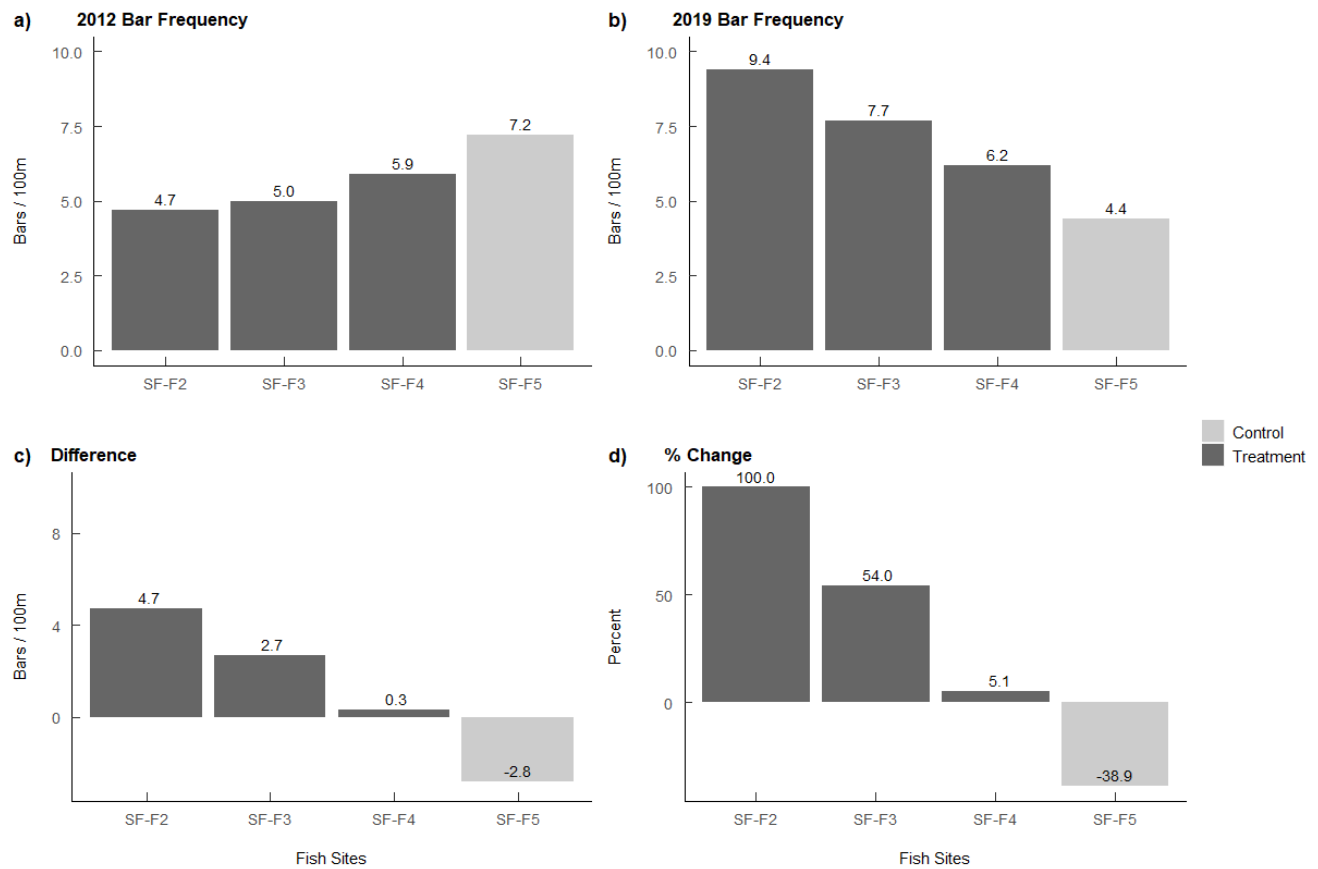 a) 2012 Bar Frequency
10.0
7.5
5.0
2.5
0.0
Bars / 100m
4.7
5.0
5.9
7.2
SF-F2 SF-F3 SF-F4 SF-F5
b) 2019 Bar Frequency
10.0
7.5
5.0
2.5
0.0
Bars / 100m
9.4
7.7
6.2
4.4
SF-F2 SF-F3 SF-F4 SF-F5
Control
Treatment
c) Difference
8
4
0
Bars / 100m
4.7
2.7
0.3
-2.8
SF-F2 SF-F3 SF-F4 SF-F5
Fish Sites
d) % Change
100
50
0
Percent
100.0
54.0
5.1
-38.9
SF-F2 SF-F3 SF-F4 SF-F5
Fish Sites